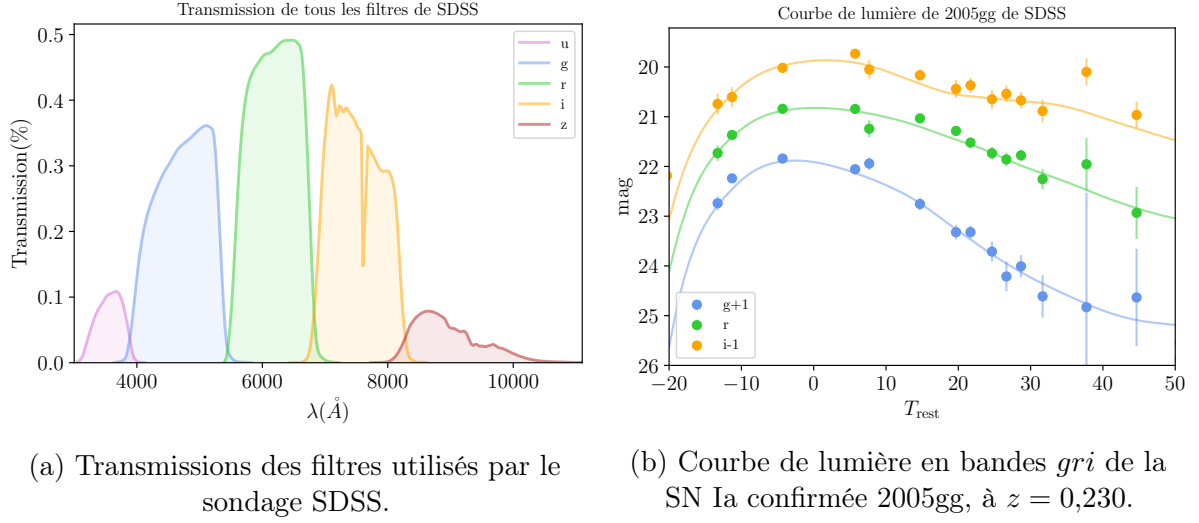 Transmission de tous les filtres de SDSS
0.5
0.4
0.3
0.2
0.1
0.0
Transmission(%)
4000 6000 8000 10000
λ(Å)
u
g
r
i
z
(a) Transmissions des filtres utilisés par le
sondage SDSS.
Courbe de lumière de 2005gg de SDSS
20
21
22
23
24
25
26
mag
−20 −10 0 10 20 30 40 50
T_rest
g+1
r
i-1
(b) Courbe de lumière en bandes gri de la
SN Ia confirmée 2005gg, à z = 0,230.